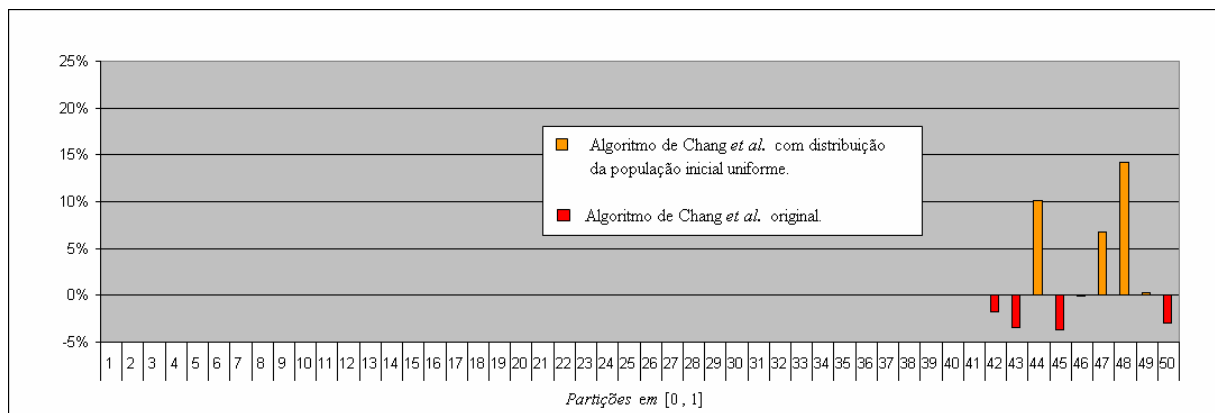 25%
20%
15%
10%
5%
0%
-5%
Algoritmo de Chang et al. com distribuição
da população inicial uniforme.
Algoritmo de Chang et al. original.
1 2 3 4 5 6 7 8 9 10 11 12 13 14 15 16 17 18 19 20 21 22 23 24 25 26 27 28 29 30 31 32 33 34 35 36 37 38 39 40 41 42 43 44 45 46 47 48 49 50
Partições em [0 , 1]